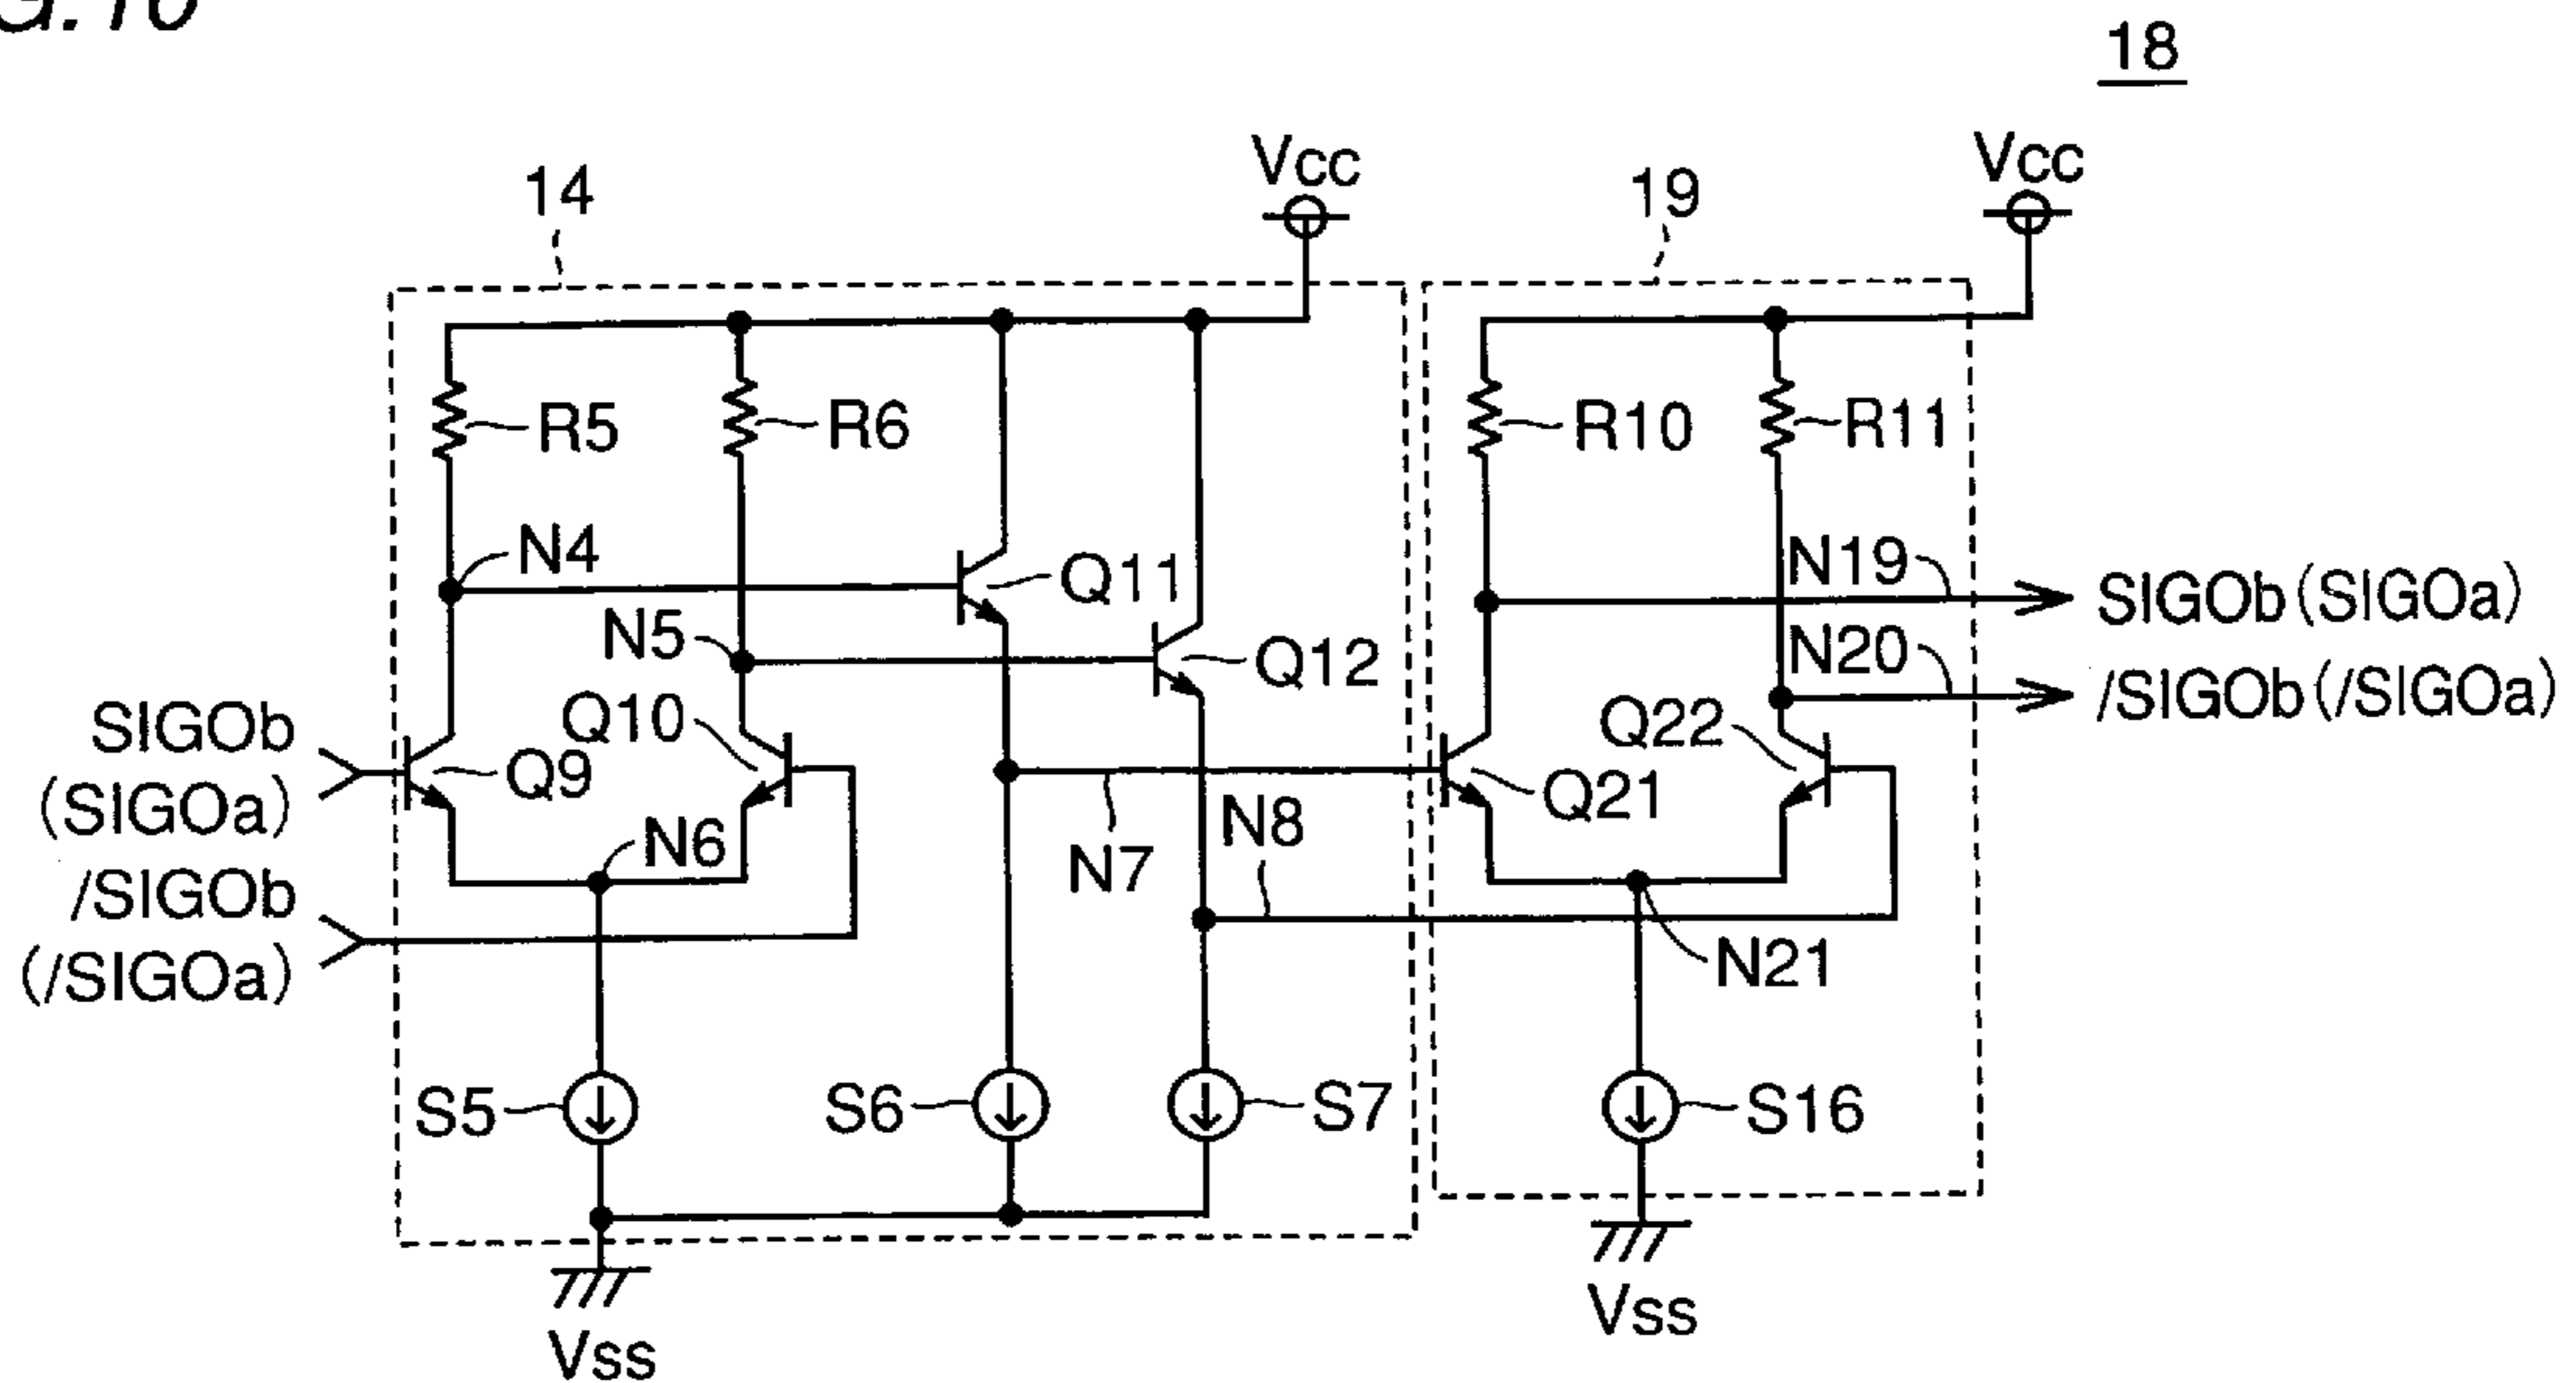 G.10
18
Vcc
Vcc
14
19
R5
R6
R10
R11
N4
Q11
N19
SIGOb(SIGOa)
N5
Q12
N20
/SIGOb(/SIGOa)
SIGOb
(SIGOa)
Q9
Q10
Q21
Q22
N6
N7
N8
/SIGOb
(/SIGOa)
N21
S5
S6
S7
S16
Vss
Vss